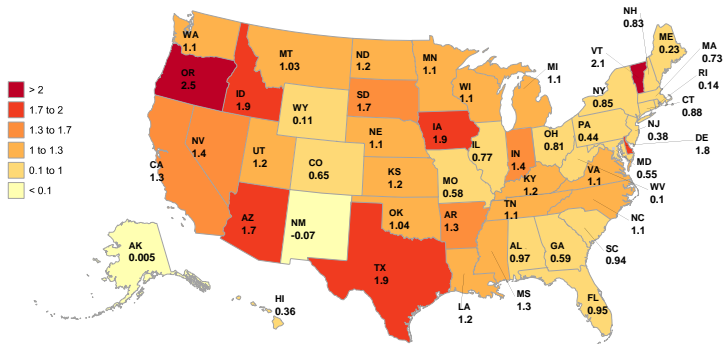 > 2
1.7 to 2
1.3 to 1.7
1 to 1.3
0.1 to 1
< 0.1
WA
1.1
OR
2.5
CA
1.3
NV
1.4
ID
1.9
MT
1.03
WY
0.11
UT
1.2
AZ
1.7
CO
0.65
NM
-0.07
ND
1.2
SD
1.7
NE
1.1
KS
1.2
OK
1.04
TX
1.9
MN
1.1
IA
1.9
MO
0.58
AR
1.3
LA
1.2
WI
1.1
IL
0.77
MI
1.1
IN
1.4
OH
0.81
KY
1.2
TN
1.1
MS
1.3
AL
0.97
GA
0.59
FL
0.95
SC
0.94
NC
1.1
VA
1.1
WV
0.1
MD
0.55
DE
1.8
NJ
0.38
PA
0.44
NY
0.85
CT
0.88
RI
0.14
MA
0.73
VT
2.1
NH
0.83
ME
0.23
AK
0.005
HI
0.36